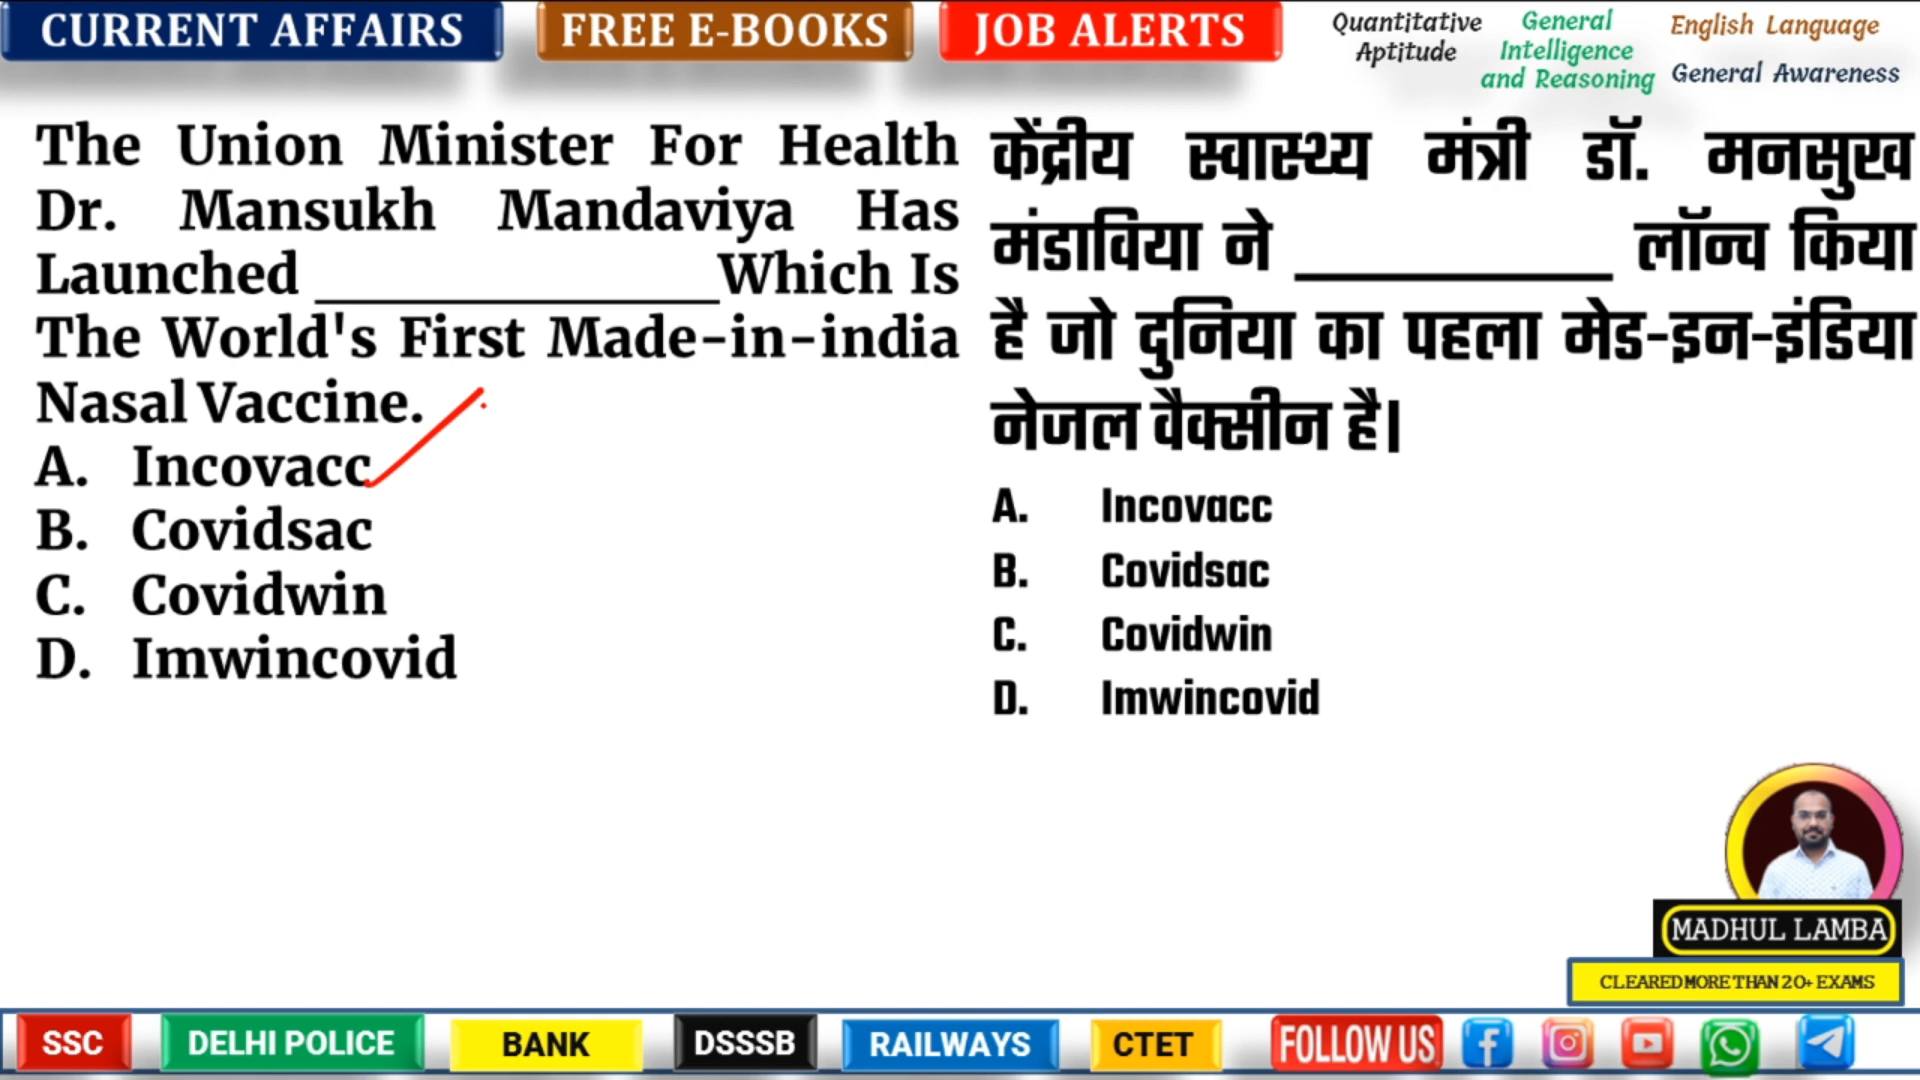 CURRENT AFFAIRS
FREE E-BOOKS
JOB ALERTS
Quantitative
Aptitude
General
Intelligence
and Reasoning
English Language
General Awareness
The Union Minister For Health
Dr. Mansukh Mandaviya Has
Launched ______________Which Is
The World's First Made-in-india
Nasal Vaccine.
A. Incovacc
B. Covidsac
C. Covidwin
D. Imwincovid
केंद्रीय स्वास्थ्य मंत्री डॉ. मनसुख
मंडाविया ने ______________ लॉन्च किया
है जो दुनिया का पहला मेड-इन-इंडिया
नेजल वैक्सीन है।
A. Incovacc
B. Covidsac
C. Covidwin
D. Imwincovid
MADHUL LAMBA
CLEARED MORE THAN 20+ EXAMS
SSC
DELHI POLICE
BANK
DSSSB
RAILWAYS
CTET
FOLLOW US